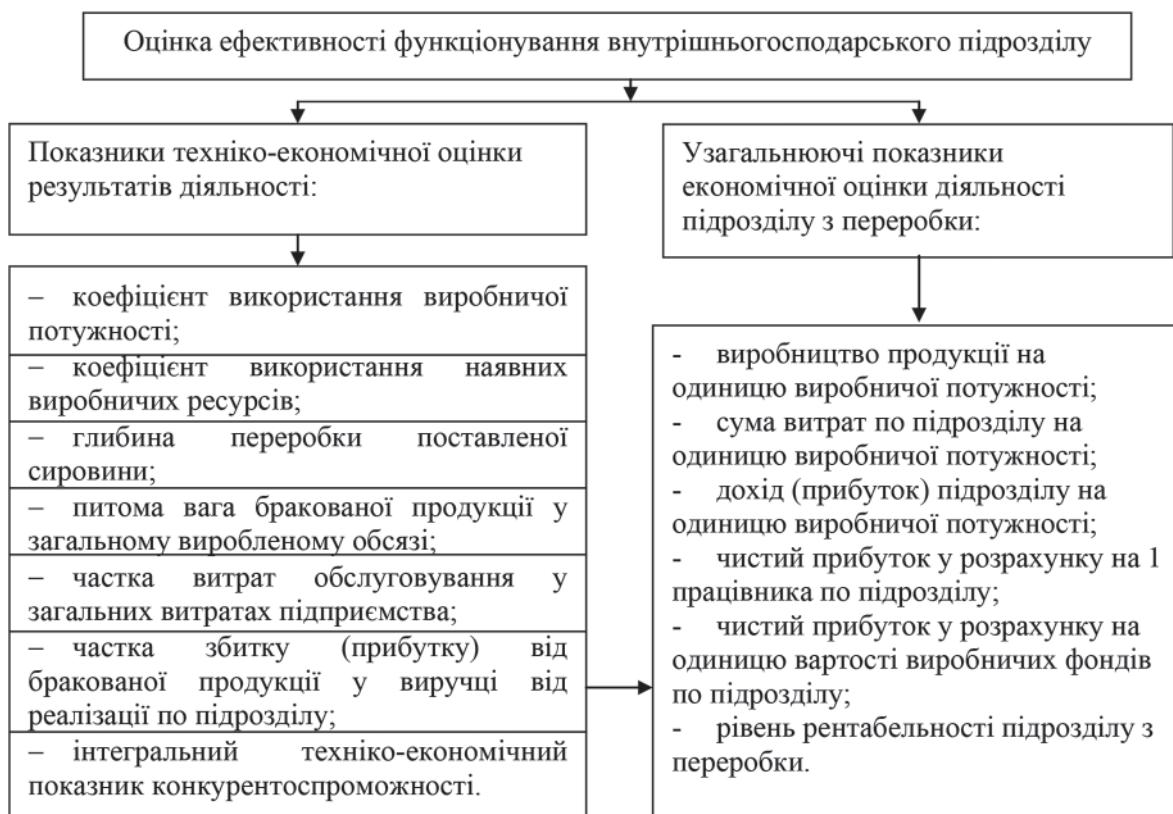 Оцінка ефективності функціонування внутрішньогосподарського підрозділу
Показники техніко-економічної оцінки
результатів діяльності:
Узагальнюючі показники
економічної оцінки діяльності
підрозділу з переробки:
– коефіцієнт використання виробничої
потужності;
– коефіцієнт використання наявних
виробничих ресурсів;
– глибина переробки поставленої
сировини;
– питома вага бракованої продукції у
загальному виробленому обсязі;
– частка витрат обслуговування у
загальних витратах підприємства;
– частка збитку (прибутку) від
бракованої продукції у виручці від
реалізації по підрозділу;
– інтегральний техніко-економічний
показник конкурентоспроможності.
- виробництво продукції на
одиницю виробничої потужності;
- сума витрат по підрозділу на
одиницю виробничої потужності;
- дохід (прибуток) підрозділу на
одиницю виробничої потужності;
- чистий прибуток у розрахунку на 1
працівника по підрозділу;
- чистий прибуток у розрахунку на
одиницю вартості виробничих фондів
по підрозділу;
- рівень рентабельності підрозділу з
переробки.